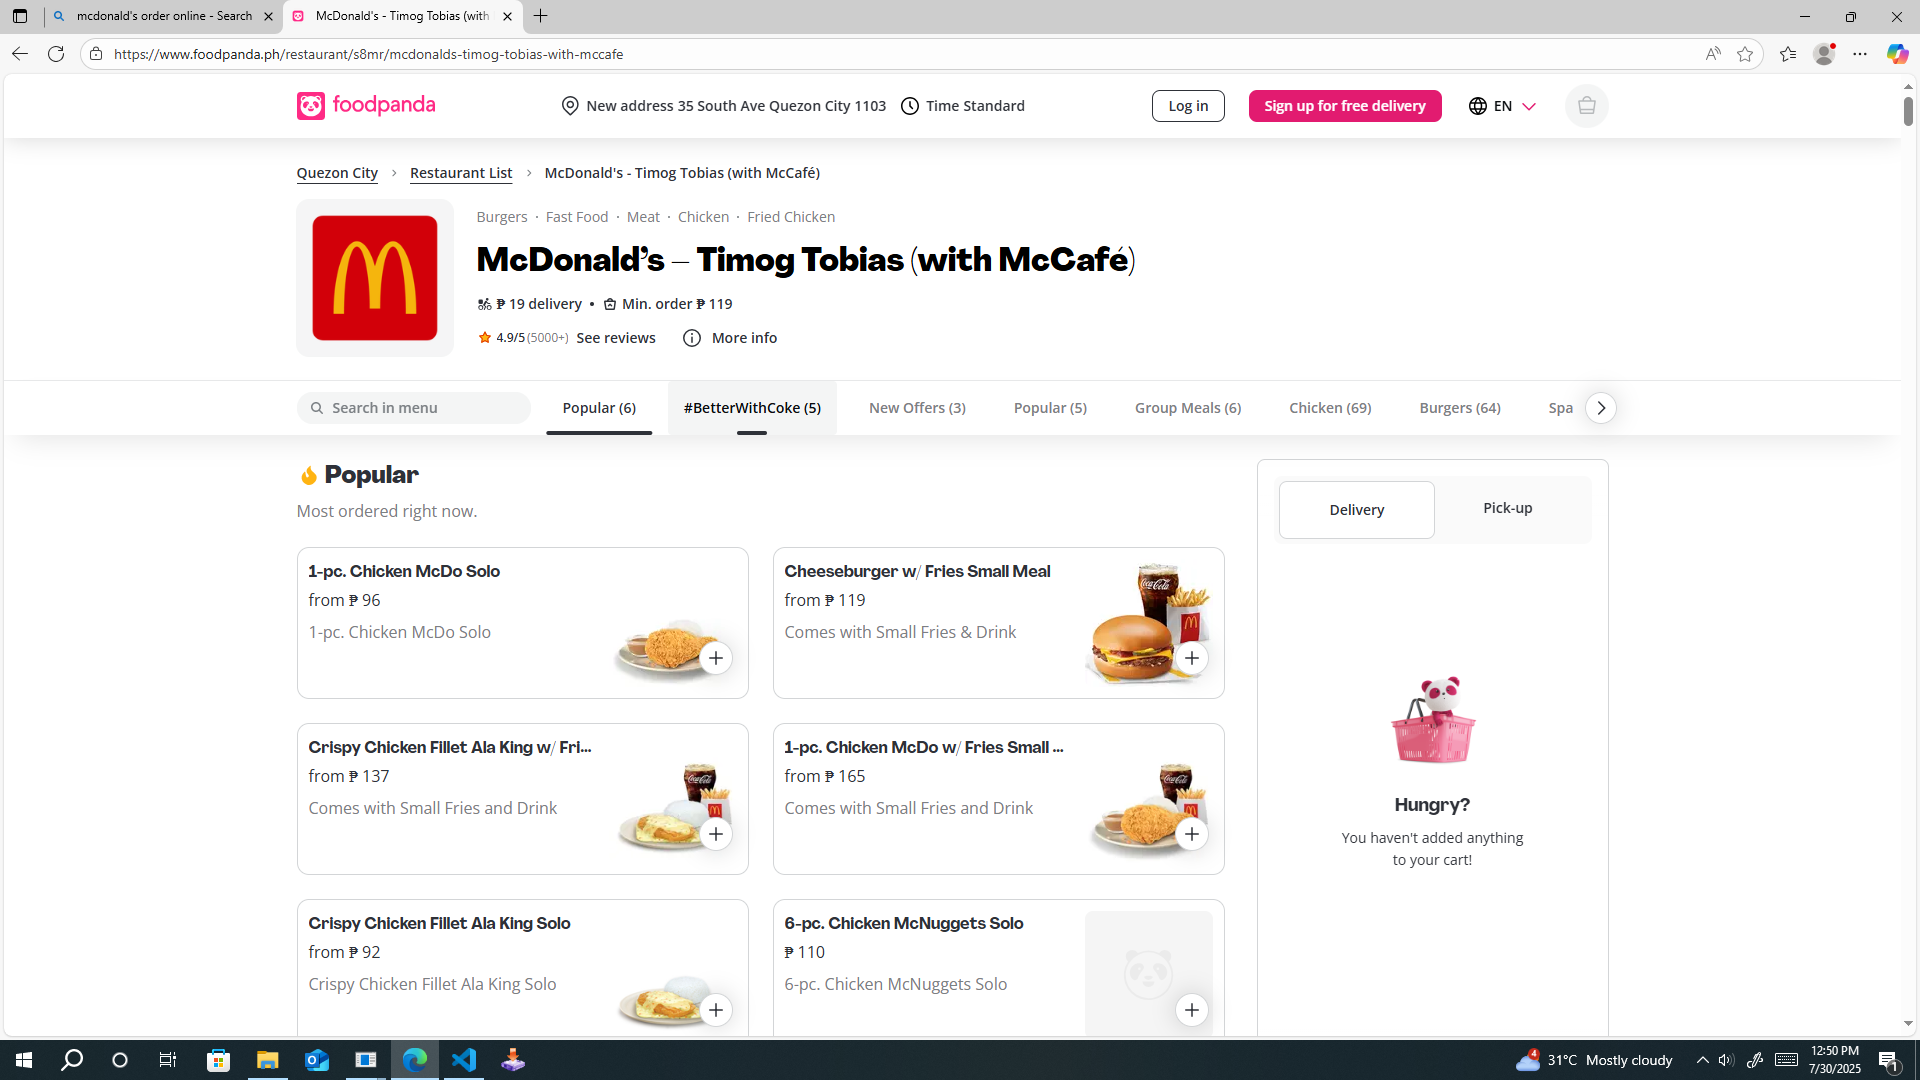 mcdonald's order online - Search
McDonald's - Timog Tobias (with
https://www.foodpanda.ph/restaurant/s8mr/mcdonalds-timog-tobias-with-mccafe
foodpanda
New address 35 South Ave Quezon City 1103
Time Standard
Log in
Sign up for free delivery
EN
Quezon City > Restaurant List > McDonald's - Timog Tobias (with McCafé)
Burgers · Fast Food · Meat · Chicken · Fried Chicken
McDonald's – Timog Tobias (with McCafé)
₱ 19 delivery • Min. order ₱ 119
4.9/5 (5000+) See reviews More info
Search in menu
Popular (6)
#BetterWithCoke (5)
New Offers (3)
Popular (5)
Group Meals (6)
Chicken (69)
Burgers (64)
Spa
Popular
Most ordered right now.
1-pc. Chicken McDo Solo
from ₱ 96
1-pc. Chicken McDo Solo
Cheeseburger w/ Fries Small Meal
from ₱ 119
Comes with Small Fries & Drink
Coca-Cola
Crispy Chicken Fillet Ala King w/ Fri...
from ₱ 137
Comes with Small Fries and Drink
Coca-Cola
1-pc. Chicken McDo w/ Fries Small ...
from ₱ 165
Comes with Small Fries and Drink
Coca-Cola
Crispy Chicken Fillet Ala King Solo
from ₱ 92
Crispy Chicken Fillet Ala King Solo
6-pc. Chicken McNuggets Solo
₱ 110
6-pc. Chicken McNuggets Solo
Delivery
Pick-up
Hungry?
You haven't added anything
to your cart!
4
31°C Mostly cloudy
12:50 PM
7/30/2025
1